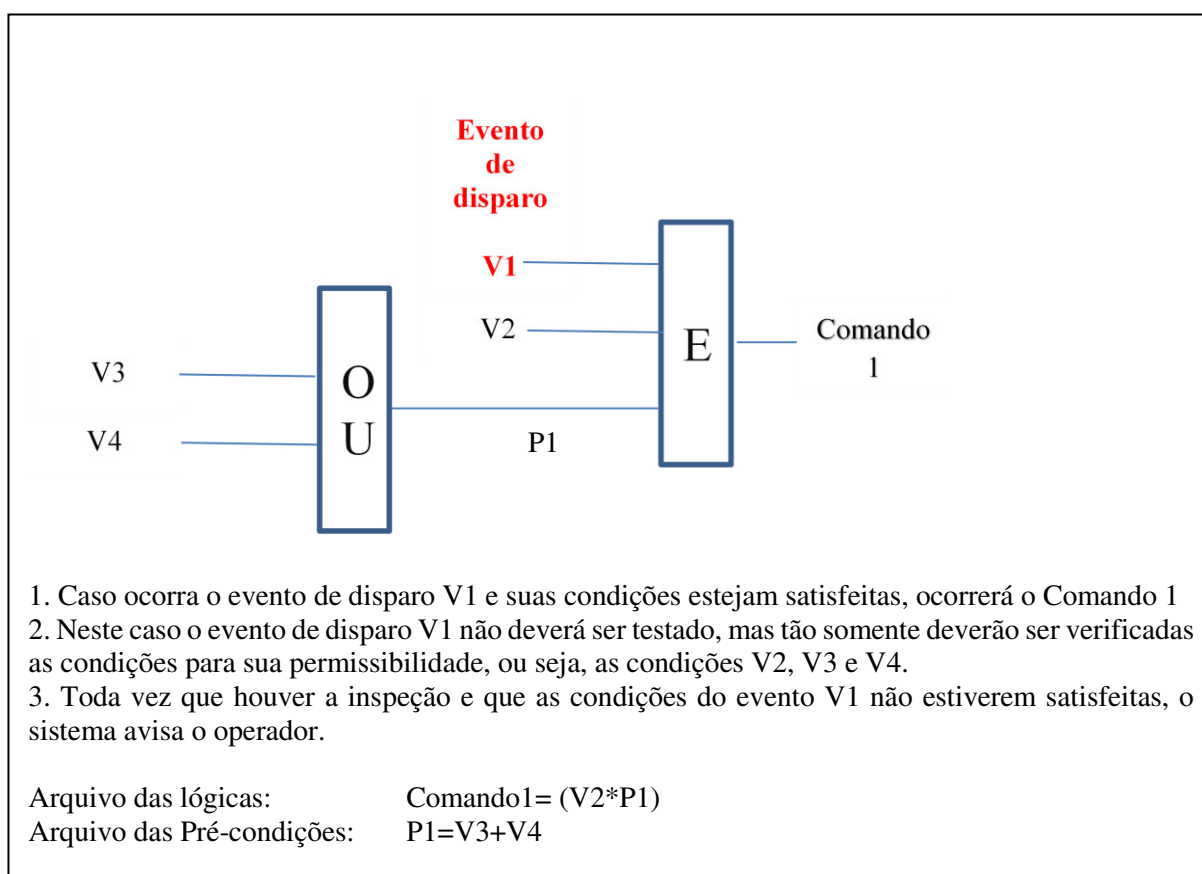 Evento
de
disparo
V1
V2
E
Comando
1
V3
O
U
V4
P1
1. Caso ocorra o evento de disparo V1 e suas condições estejam satisfeitas, ocorrerá o Comando 1
2. Neste caso o evento de disparo V1 não deverá ser testado, mas tão somente deverão ser verificadas
as condições para sua permissibilidade, ou seja, as condições V2, V3 e V4.
3. Toda vez que houver a inspeção e que as condições do evento V1 não estiverem satisfeitas, o
sistema avisa o operador.
Arquivo das lógicas: Comando1= (V2*P1)
Arquivo das Pré-condições: P1=V3+V4